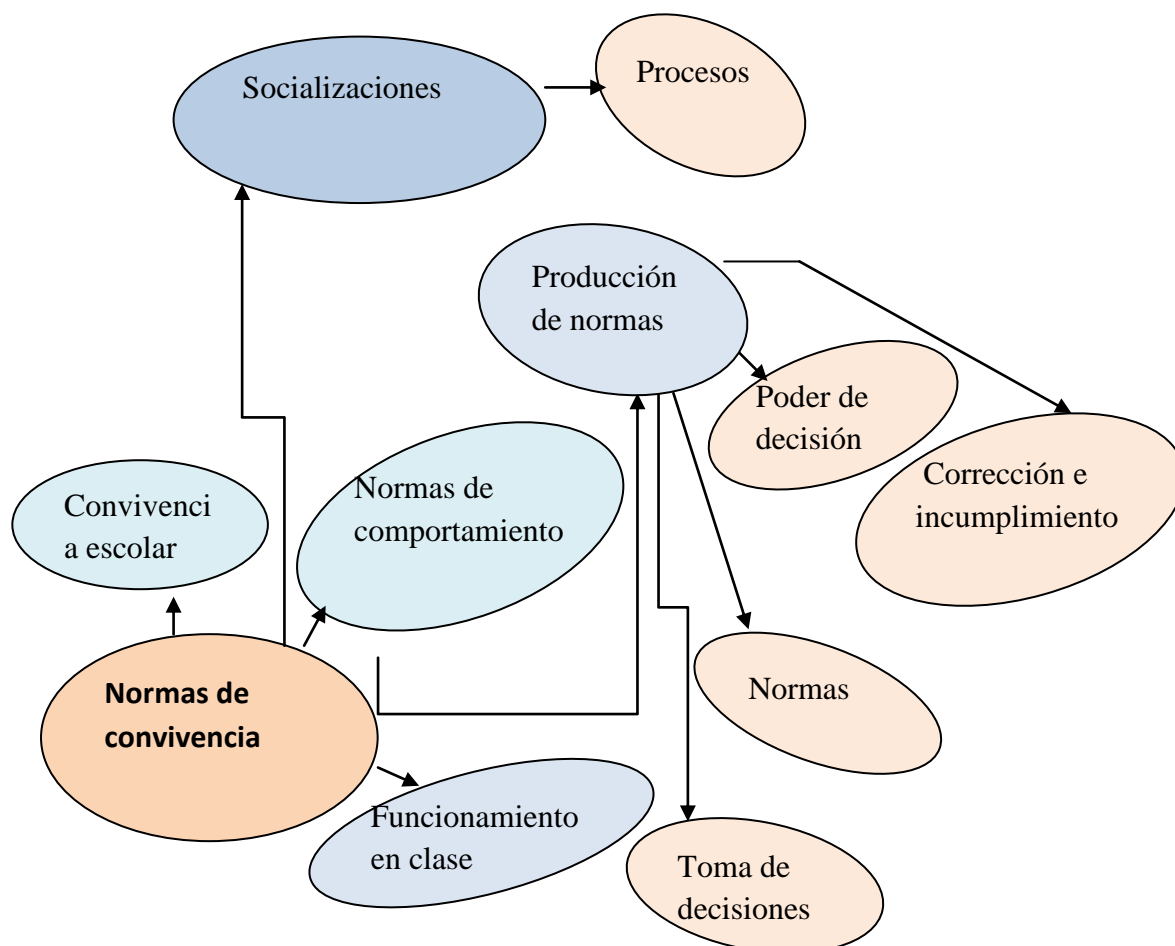 Socializaciones
Procesos
Producción
de normas
Poder de
decisión
Corrección e
incumplimiento
Normas de
comportamiento
Convivenci
a escolar
Normas de
convivencia
Normas
Funcionamiento
en clase
Toma de
decisiones